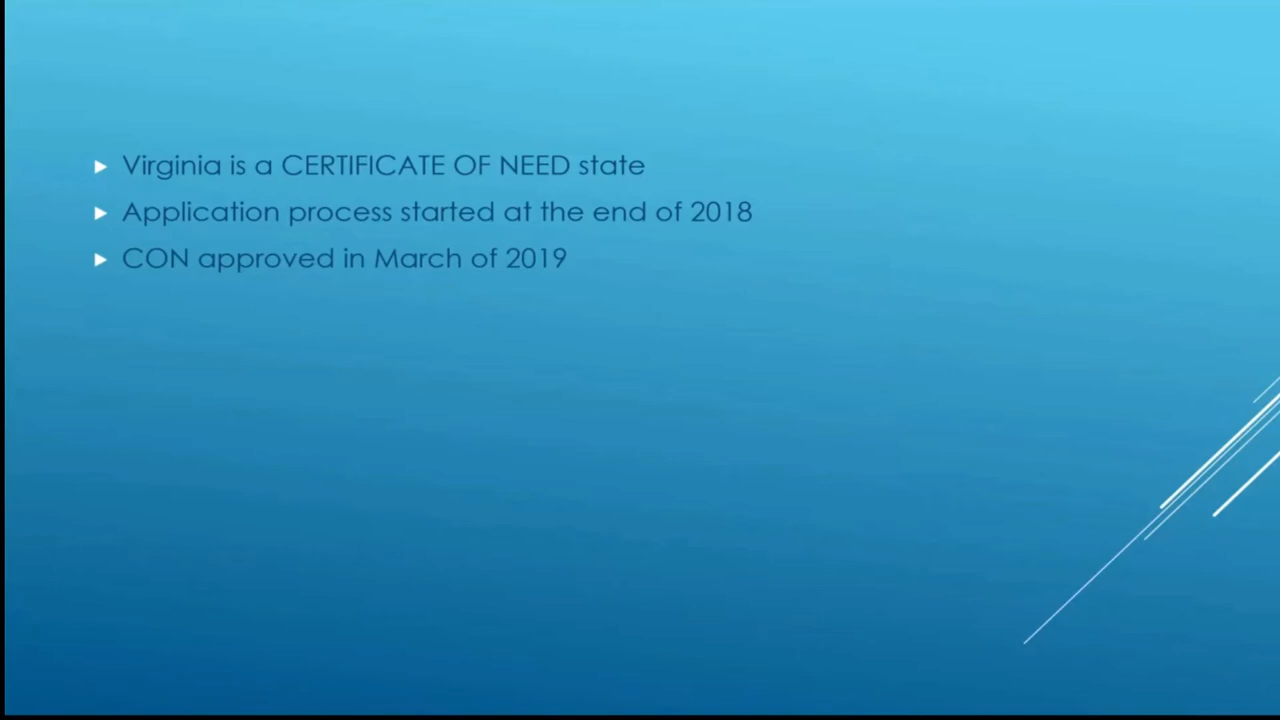 Virginia is a CERTIFICATE OF NEED state
Application process started at the end of 2018
CON approved in March of 2019